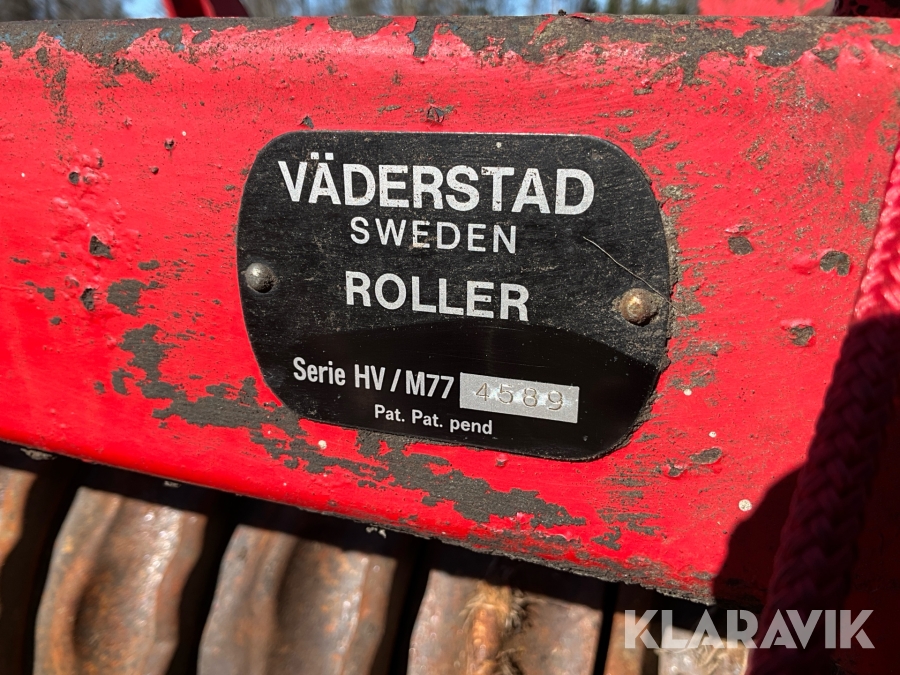 VÄDERSTAD
SWEDEN
ROLLER
Serie HV/M77 4589
Pat. Pat. pend
KLARAVIK